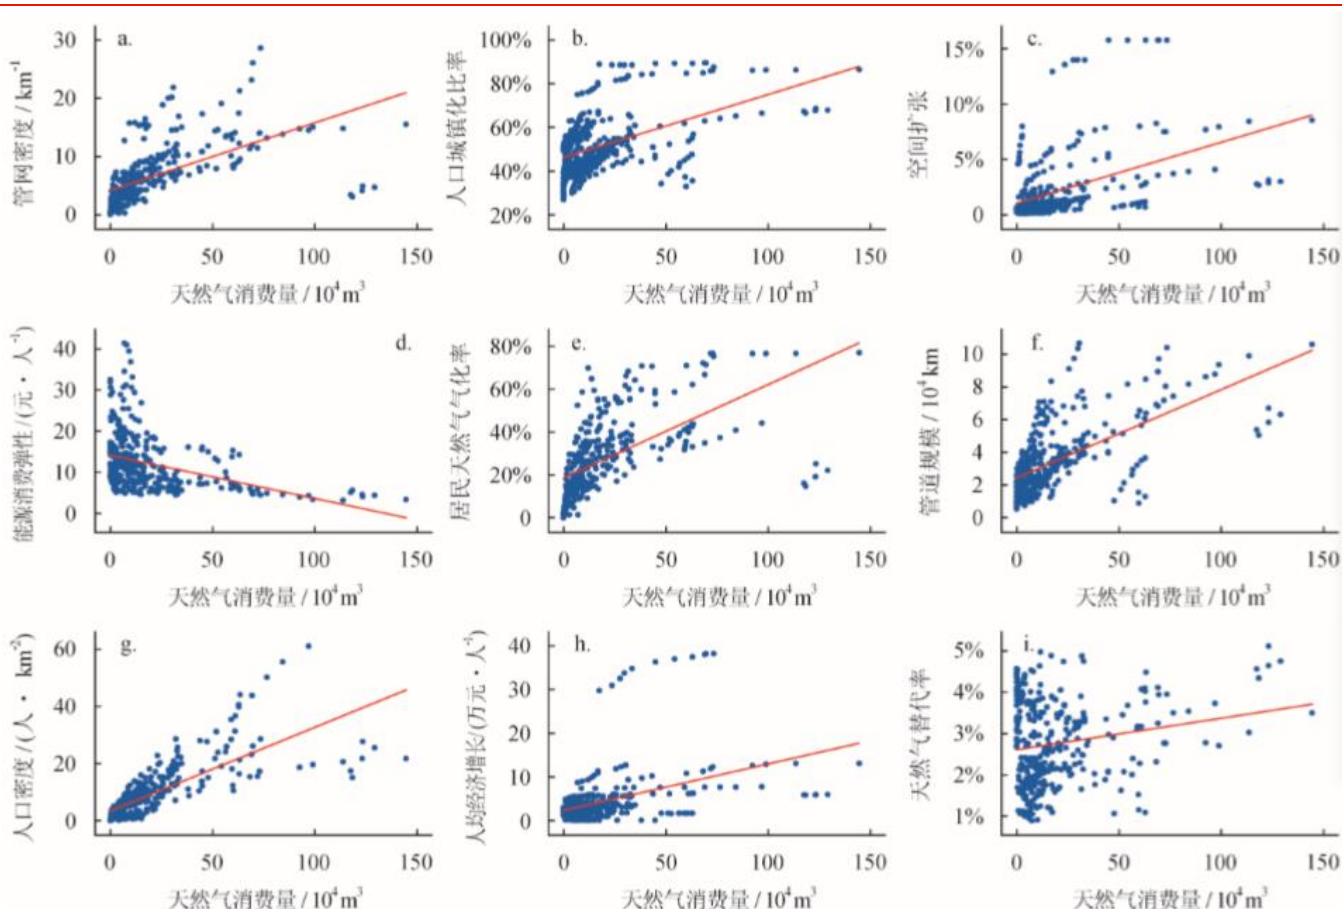 a.
管网密度 / km⁻¹
30
20
10
0
0 50 100 150
天然气消费量 / 10⁴m³
b.
人口城镇化比率
100%
80%
60%
40%
20%
0 50 100 150
天然气消费量 / 10⁴m³
c.
空间扩张
15%
10%
5%
0
0 50 100 150
天然气消费量 / 10⁴m³
d.
能源消费弹性 / (元・人⁻¹)
40
30
20
10
0
0 50 100 150
天然气消费量 / 10⁴m³
e.
居民天然气气化率
80%
60%
40%
20%
0
0 50 100 150
天然气消费量 / 10⁴m³
f.
管道规模 / 10⁴km
10
8
6
4
2
0
0 50 100 150
天然气消费量 / 10⁴m³
g.
人口密度 / (人・km⁻²)
60
40
20
0
0 50 100 150
天然气消费量 / 10⁴m³
h.
人均经济增长/(万元・人⁻¹)
40
30
20
10
0
0 50 100 150
天然气消费量 / 10⁴m³
i.
天然气替代率
5%
4%
3%
2%
1%
0 50 100 150
天然气消费量 / 10⁴m³